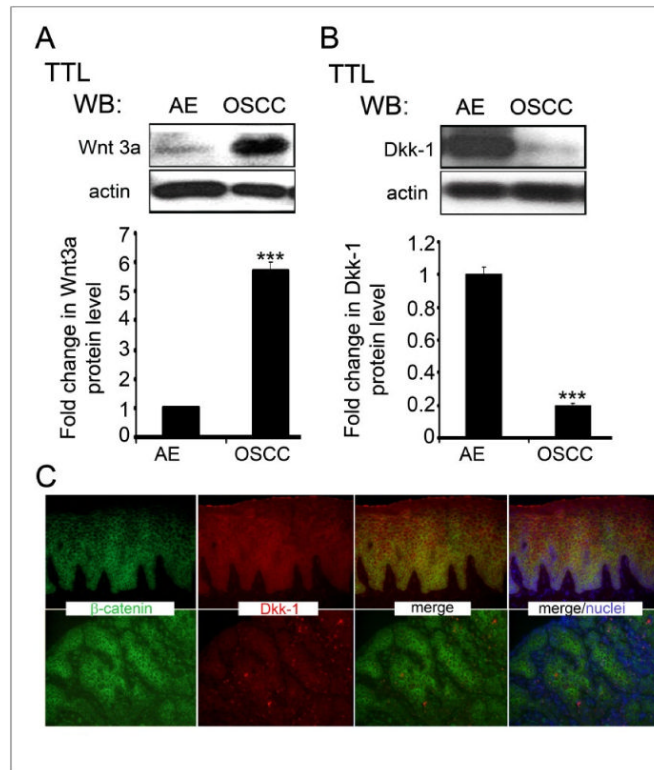 A
TTL
WB: AE OSCC
Wnt 3a
actin
Fold change in Wnt3a
protein level
7
6
5
4
3
2
1
0
***
AE OSCC
B
TTL
WB: AE OSCC
Dkk-1
actin
Fold change in Dkk-1
protein level
1.2
1
0.8
0.6
0.4
0.2
0
***
AE OSCC
C
β-catenin Dkk-1 merge merge/nuclei